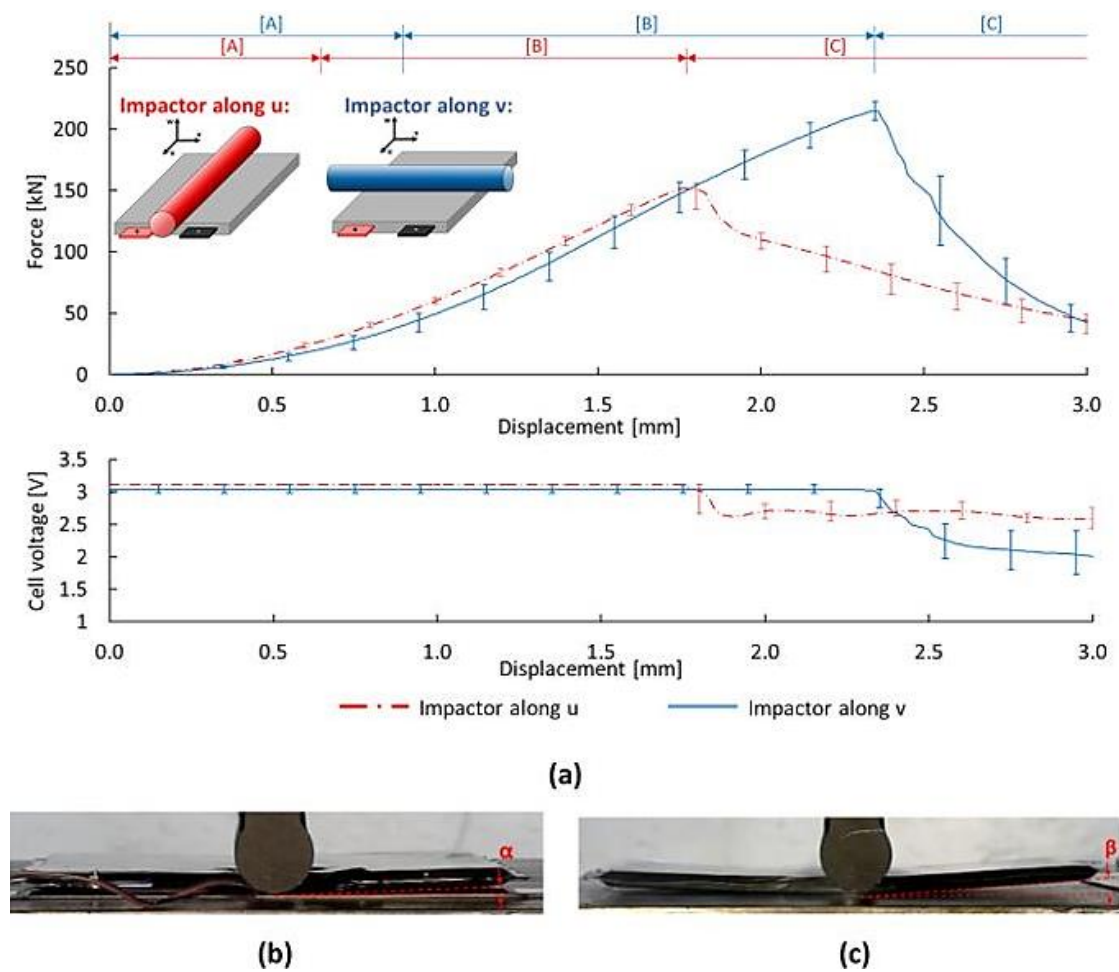 [A] [B] [C]
[A] [B] [C]
250
200
150
100
50
0
Force [kN]
Impactor along u: Impactor along v:
0.0 0.5 1.0 1.5 2.0 2.5 3.0
Displacement [mm]
3.5
3
2.5
2
1.5
1
Cell voltage [V]
0.0 0.5 1.0 1.5 2.0 2.5 3.0
Displacement [mm]
Impactor along u Impactor along v
(a)
α β
(b) (c)